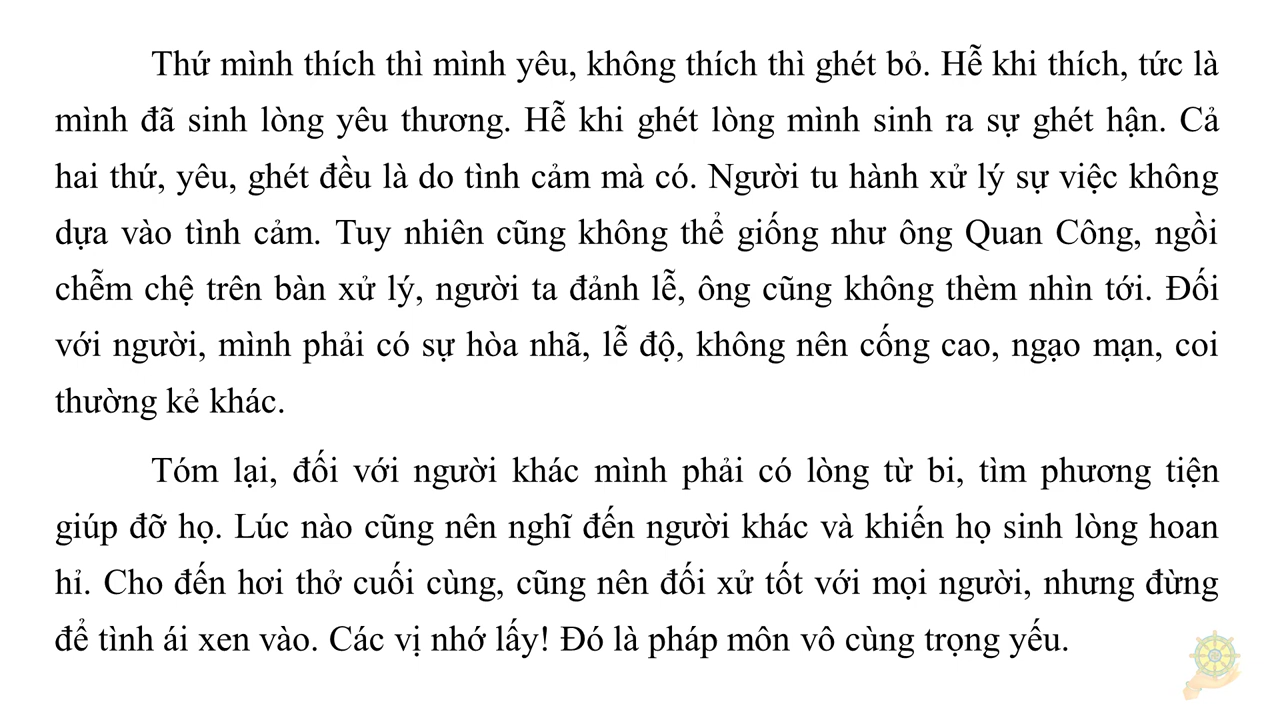 Thứ mình thích thì mình yêu, không thích thì ghét bỏ. Hễ khi thích, tức là
mình đã sinh lòng yêu thương. Hễ khi ghét lòng mình sinh ra sự ghét hận. Cả
hai thứ, yêu, ghét đều là do tình cảm mà có. Người tu hành xử lý sự việc không
dựa vào tình cảm. Tuy nhiên cũng không thể giống như ông Quan Công, ngồi
chễm chệ trên bàn xử lý, người ta đảnh lễ, ông cũng không thèm nhìn tới. Đối
với người, mình phải có sự hòa nhã, lễ độ, không nên cống cao, ngạo mạn, coi
thường kẻ khác.
Tóm lại, đối với người khác mình phải có lòng từ bi, tìm phương tiện
giúp đỡ họ. Lúc nào cũng nên nghĩ đến người khác và khiến họ sinh lòng hoan
hỉ. Cho đến hơi thở cuối cùng, cũng nên đối xử tốt với mọi người, nhưng đừng
để tình ái xen vào. Các vị nhớ lấy! Đó là pháp môn vô cùng trọng yếu.